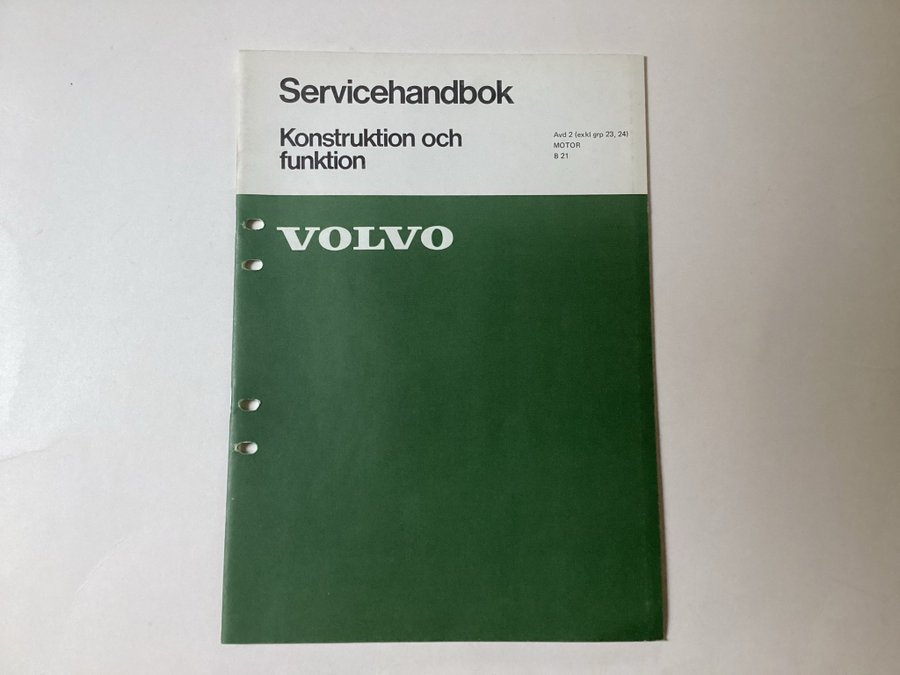 Servicehandbok
Konstruktion och
funktion
Avd 2 (exkl grp 23, 24)
MOTOR
B 21
VOLVO